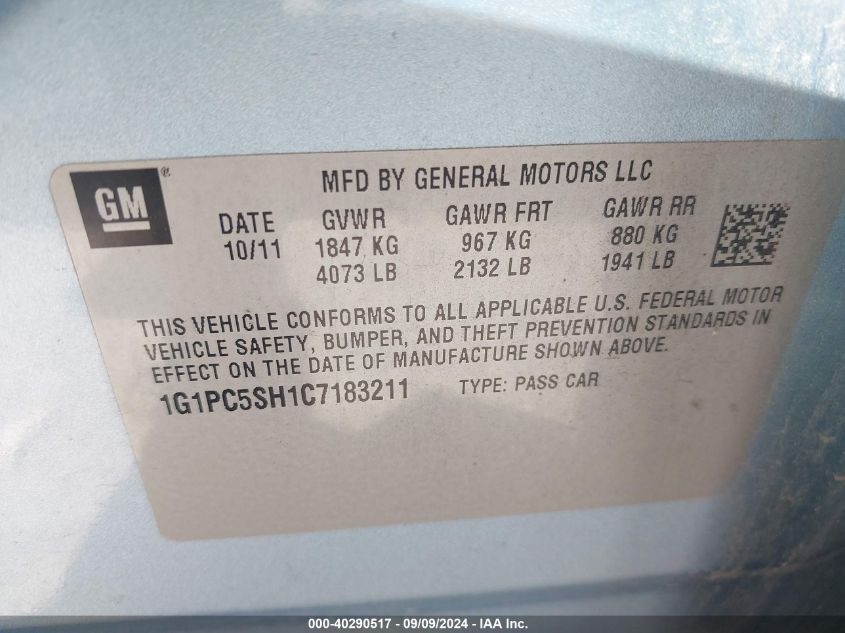 GM®
MFD BY GENERAL MOTORS LLC
DATE GVWR GAWR FRT GAWR RR
10/11 1847 KG 967 KG 880 KG
4073 LB 2132 LB 1941 LB
THIS VEHICLE CONFORMS TO ALL APPLICABLE U.S. FEDERAL MOTOR
VEHICLE SAFETY, BUMPER, AND THEFT PREVENTION STANDARDS IN
EFFECT ON THE DATE OF MANUFACTURE SHOWN ABOVE.
1G1PC5SH1C7183211 TYPE: PASS CAR
000-40290517 - 09/09/2024 - IAA Inc.